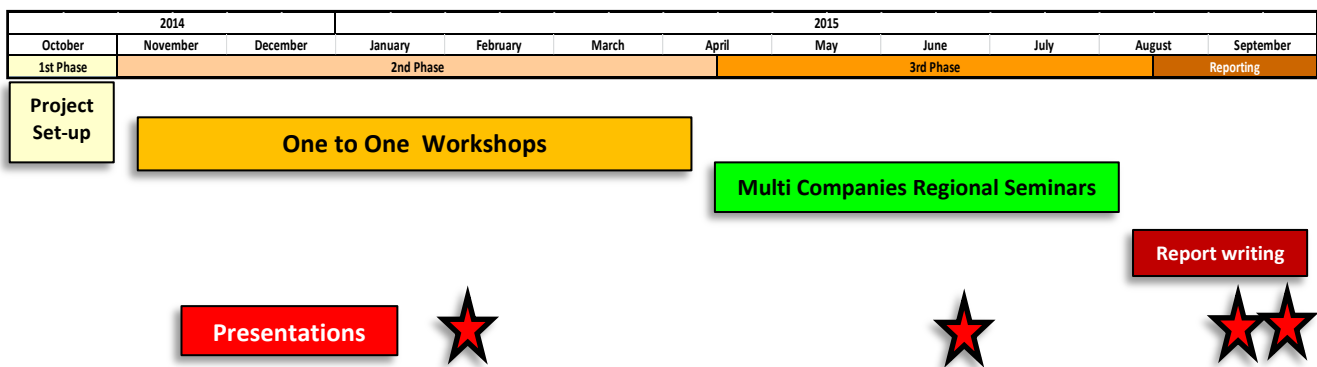 2014 2015
October November December January February March April May June July August September
1st Phase 2nd Phase 3rd Phase Reporting
Project
Set-up
One to One Workshops
Multi Companies Regional Seminars
Report writing
Presentations